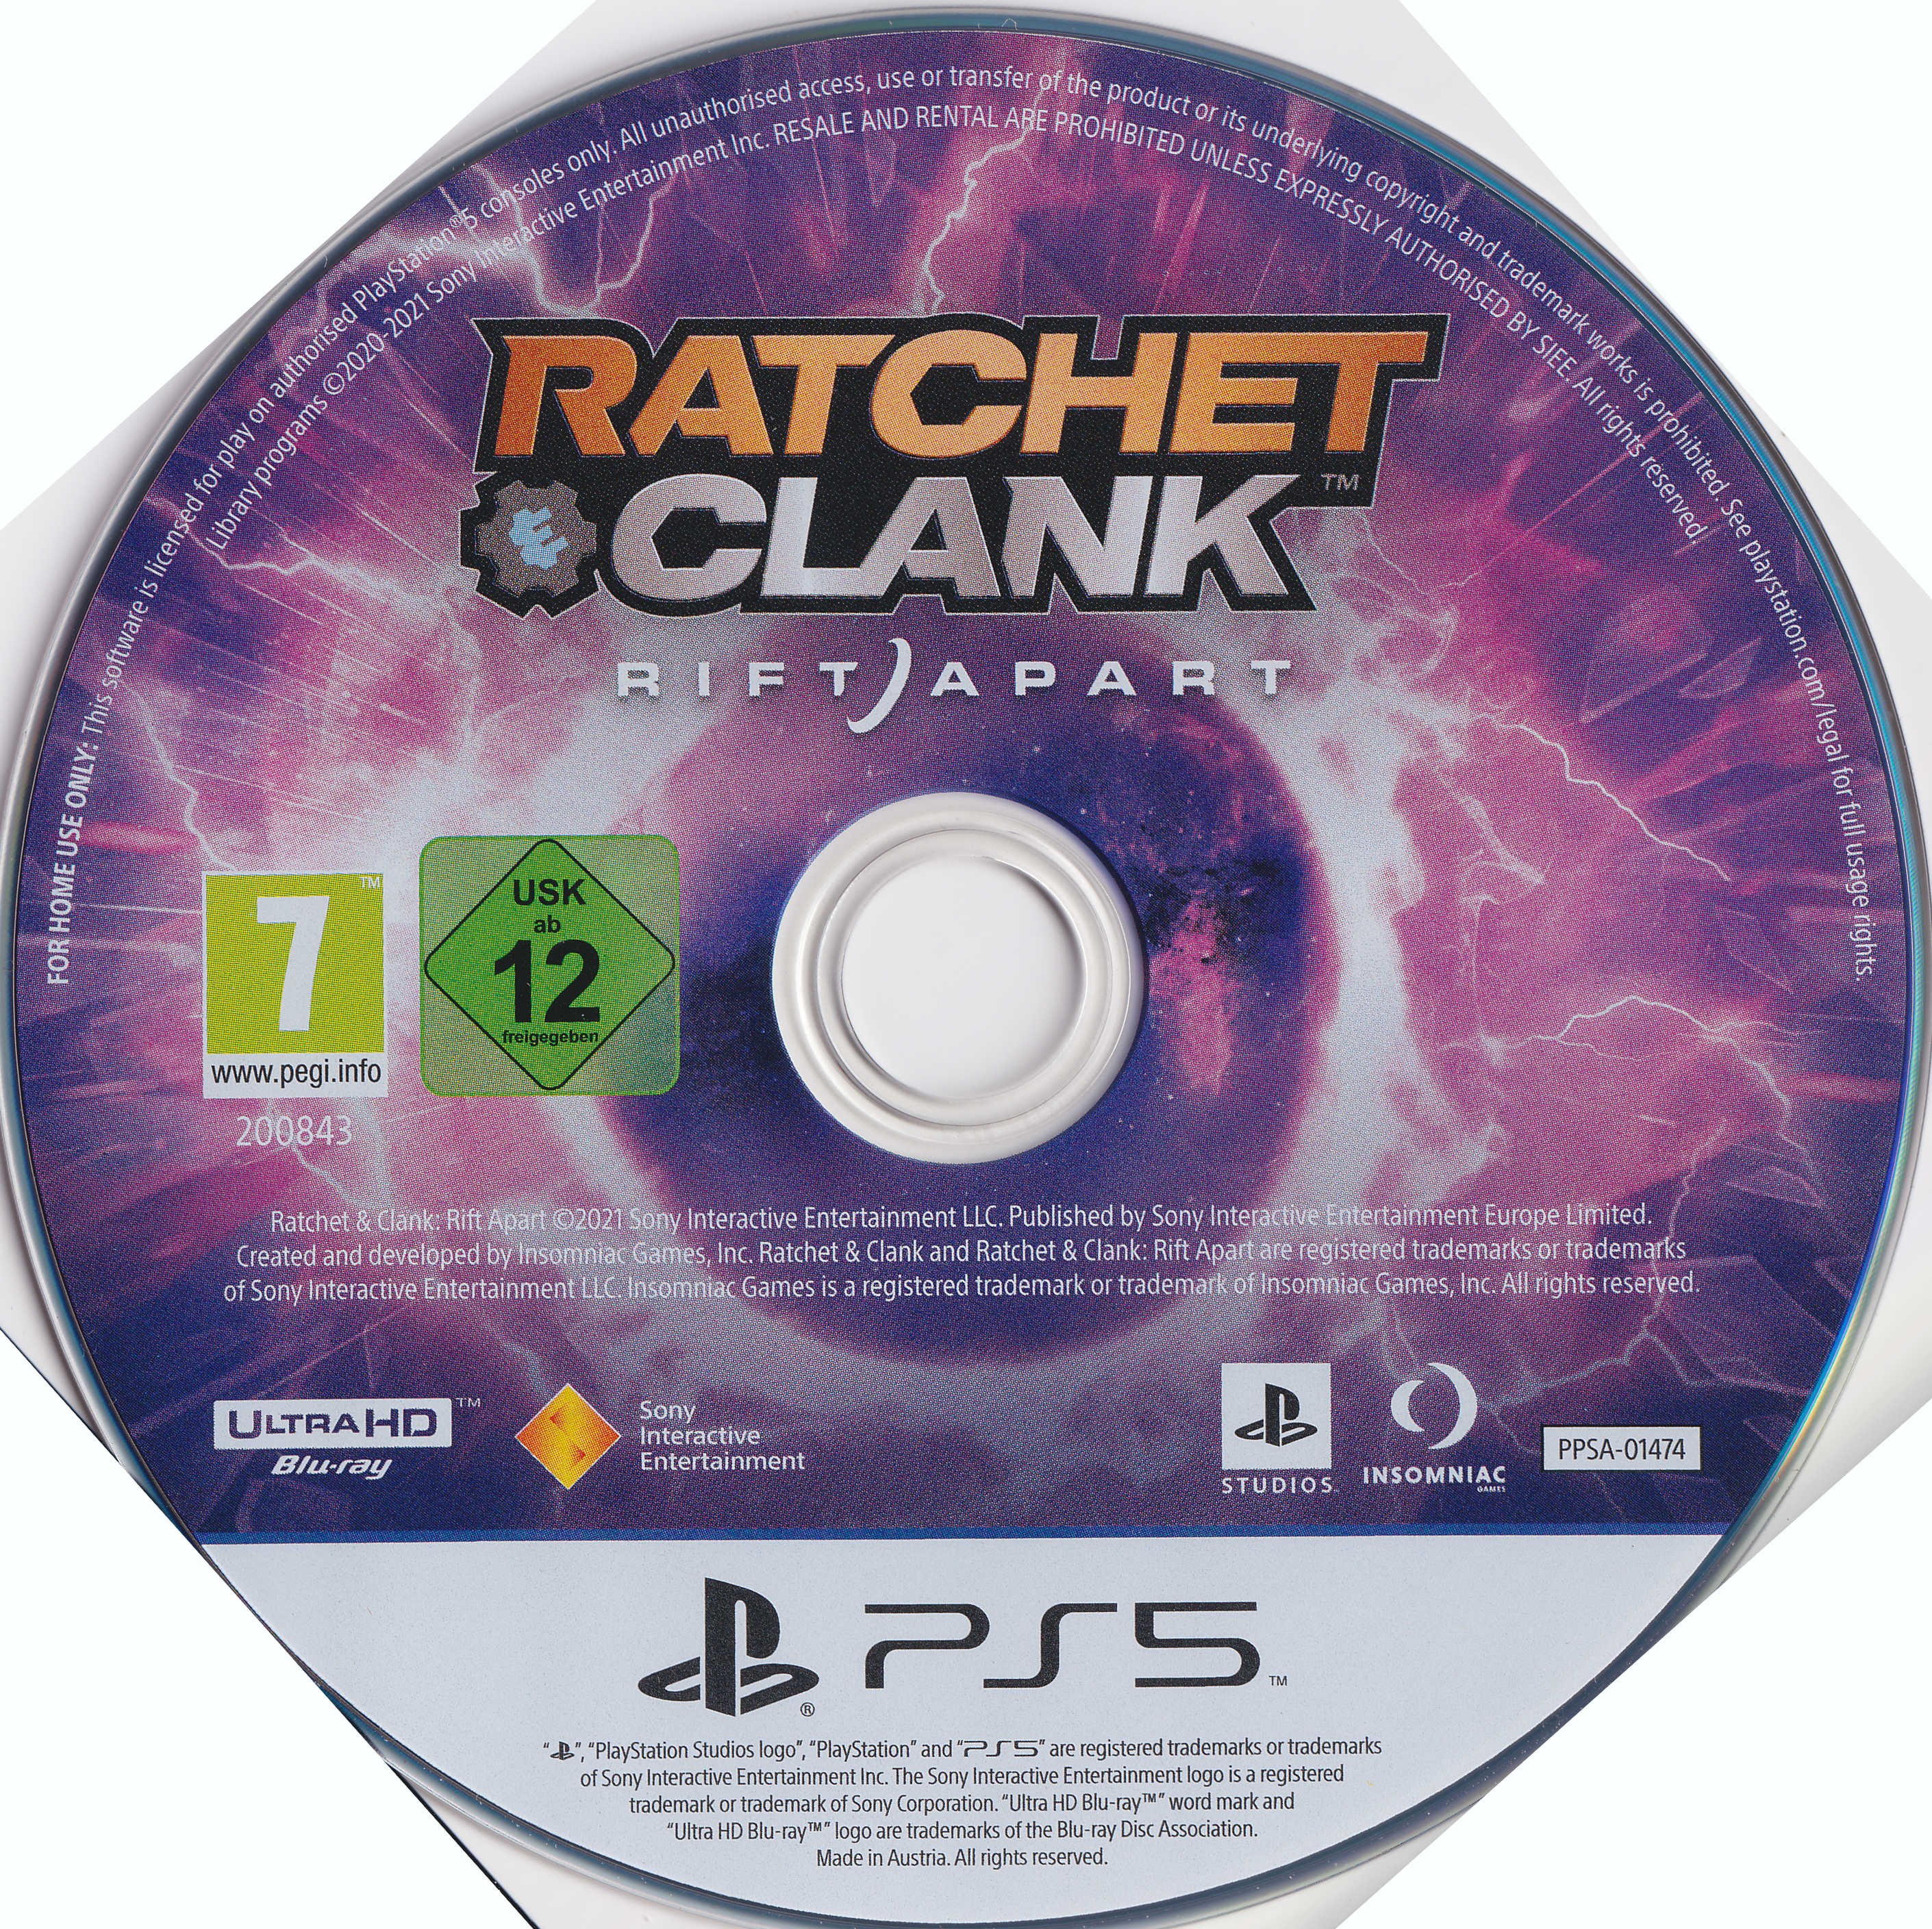 FOR HOME USE ONLY: This software is licensed for play on authorised PlayStation®5 consoles only. All unauthorised access, use or transfer of the product or its underlying copyright and trademark works is prohibited. See playstation.com/legal for full usage rights.
Library programs ©2020-2021 Sony Interactive Entertainment Inc. RESALE AND RENTAL ARE PROHIBITED UNLESS EXPRESSLY AUTHORISED BY SIEE. All rights reserved.
RATCHET
CLANK™
RIFT APART
7™
www.pegi.info
200843
USK
ab
12
freigegeben
Ratchet & Clank: Rift Apart ©2021 Sony Interactive Entertainment LLC. Published by Sony Interactive Entertainment Europe Limited.
Created and developed by Insomniac Games, Inc. Ratchet & Clank and Ratchet & Clank: Rift Apart are registered trademarks or trademarks
of Sony Interactive Entertainment LLC. Insomniac Games is a registered trademark or trademark of Insomniac Games, Inc. All rights reserved.
ULTRA HD™
Blu-ray
Sony
Interactive
Entertainment
STUDIOS
INSOMNIAC
GAMES
PPSA-01474
® PS5™
“ ”, “PlayStation Studios logo”, “PlayStation” and “PS5” are registered trademarks or trademarks
of Sony Interactive Entertainment Inc. The Sony Interactive Entertainment logo is a registered
trademark or trademark of Sony Corporation. “Ultra HD Blu-ray™” word mark and
“Ultra HD Blu-ray™” logo are trademarks of the Blu-ray Disc Association.
Made in Austria. All rights reserved.